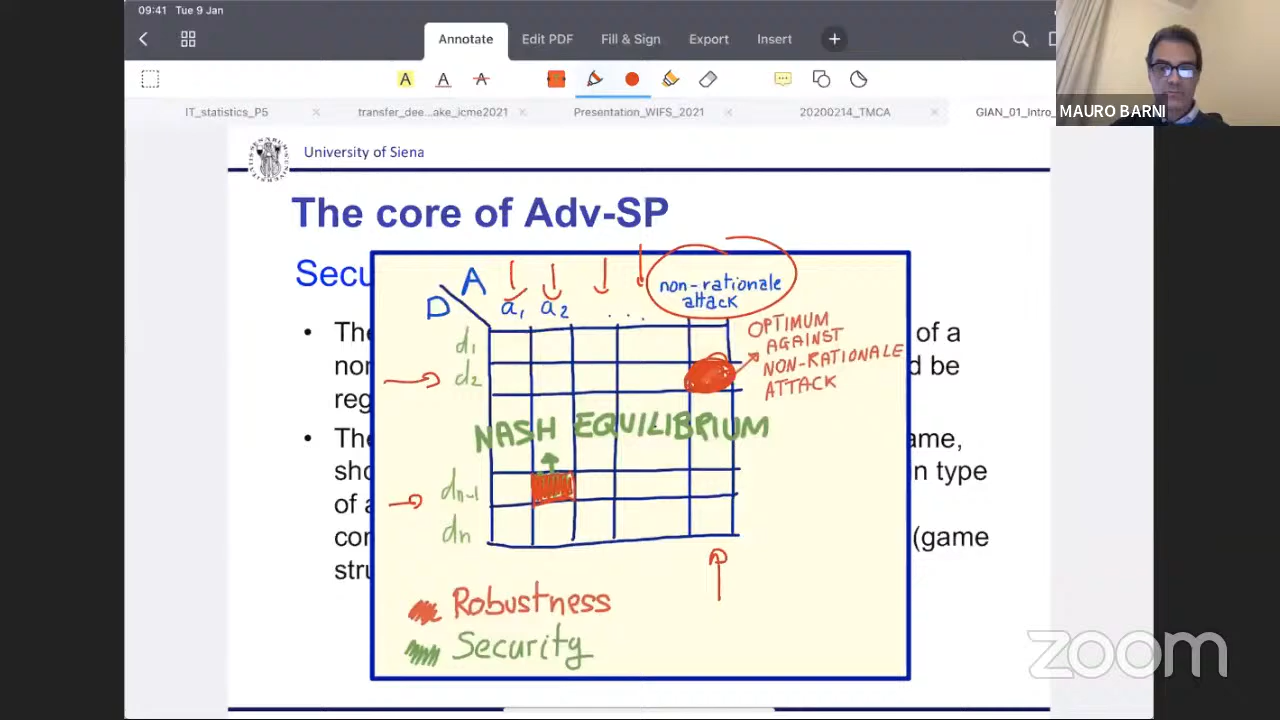 09:41 Tue 9 Jan
Annotate Edit PDF Fill & Sign Export Insert
A A A
IT_statistics_P5 transfer_dee...ake_icme2021 Presentation_WIFS_2021 20200214_TMCA GIAN_01_Intro_
MAURO BARNI
University of Siena
The core of Adv-SP
Secu
A
D
a1 a2 ...
non-rationale
attack
d1
d2
OPTIMUM
AGAINST
NON-RATIONALE
ATTACK
• The of a
non d be
reg
NASH EQUILIBRIUM
• The ame,
sho n type
of a
con (game
stru
dn-1
dn
Robustness
Security
zoom